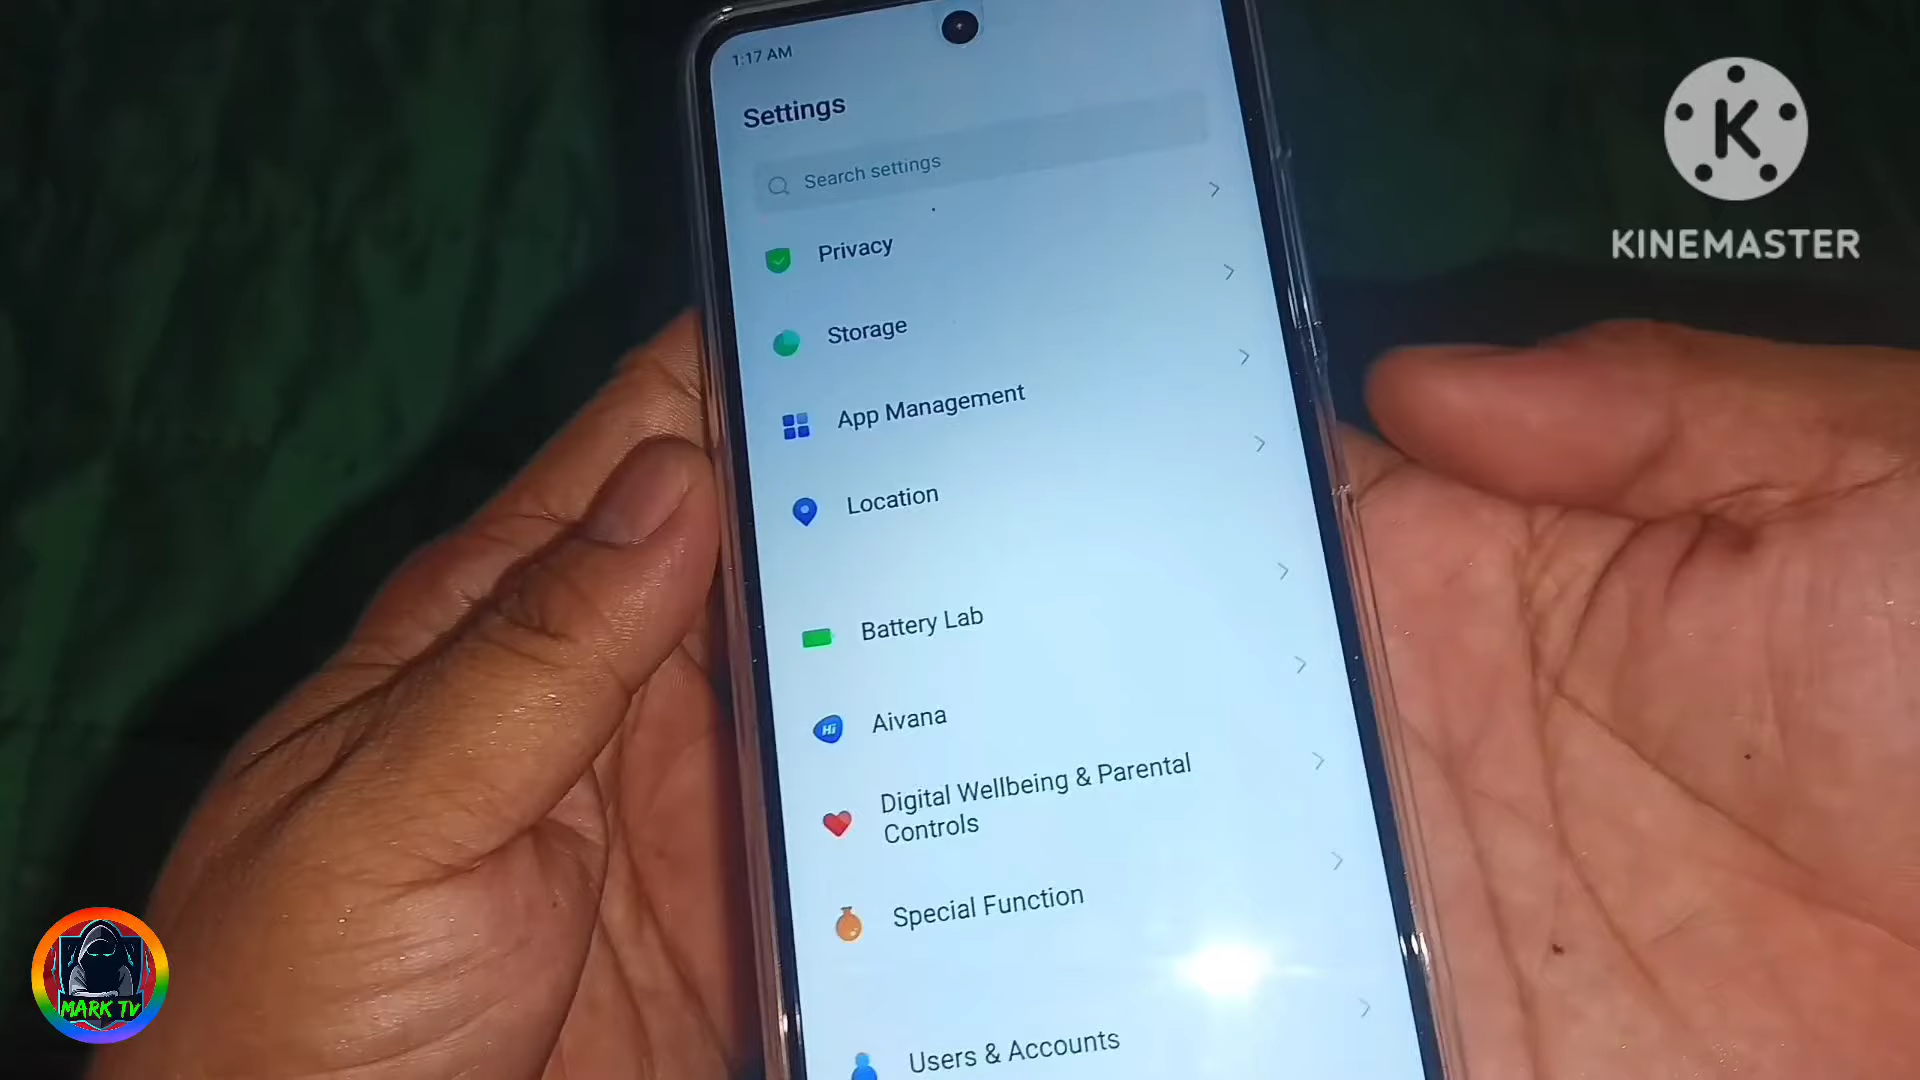 1:17 AM
Settings
Search settings
Privacy
Storage
App Management
Location
Battery Lab
Hi
Aivana
Digital Wellbeing & Parental
Controls
Special Function
Users & Accounts
K
KINEMASTER
MARK TV